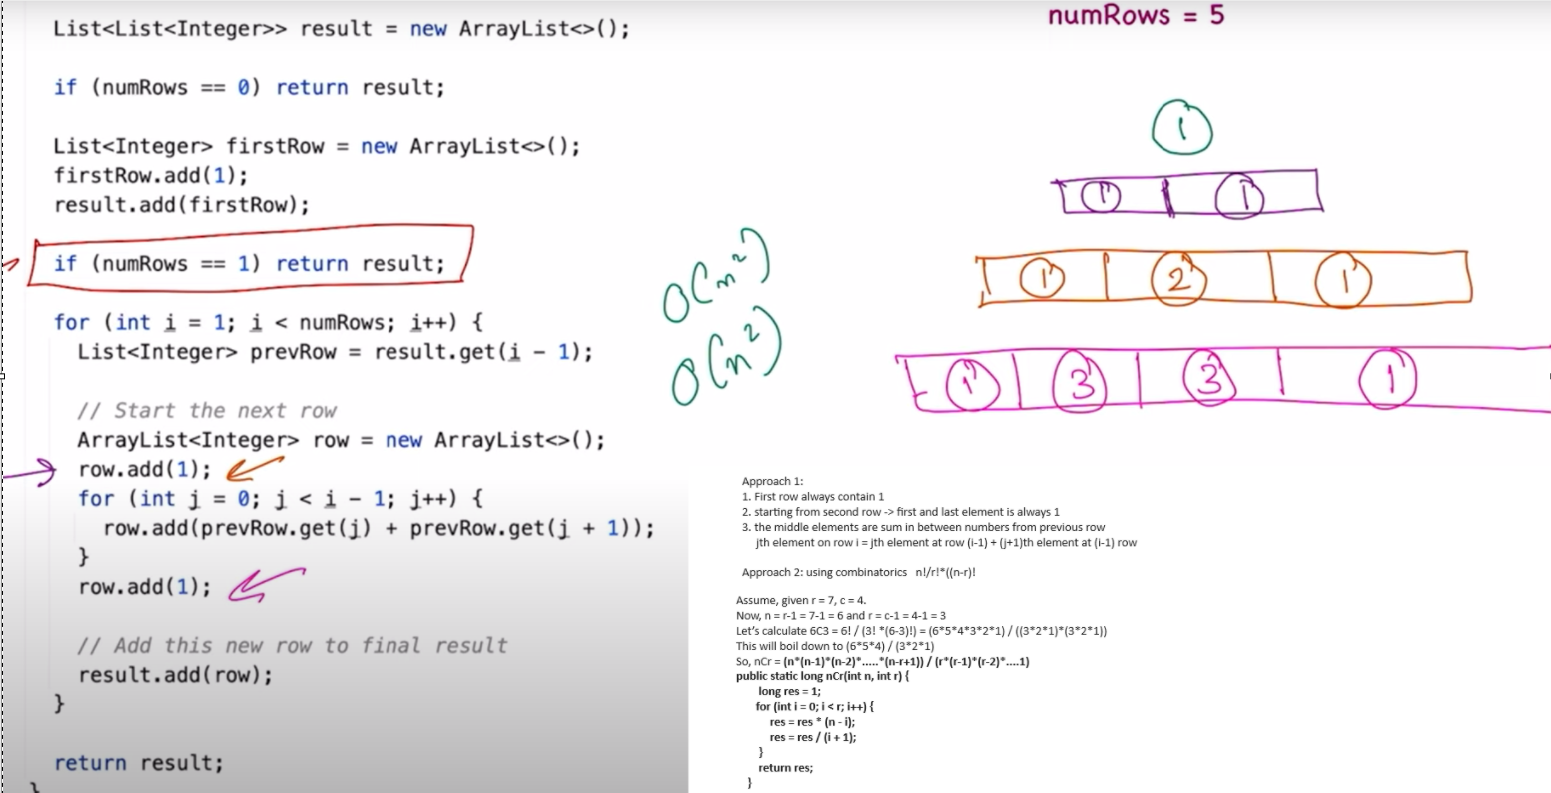 List<List<Integer>> result = new ArrayList<>();
if (numRows == 0) return result;
List<Integer> firstRow = new ArrayList<>();
firstRow.add(1);
result.add(firstRow);
if (numRows == 1) return result;
for (int i = 1; i < numRows; i++) {
List<Integer> prevRow = result.get(i - 1);
// Start the next row
ArrayList<Integer> row = new ArrayList<>();
row.add(1);
for (int j = 0; j < i - 1; j++) {
row.add(prevRow.get(j) + prevRow.get(j + 1));
}
row.add(1);
// Add this new row to final result
result.add(row);
}
return result;
}
O(n²)
O(n²)
numRows = 5
1
1 1
1 2 1
1 3 3 1
Approach 1:
1. First row always contain 1
2. starting from second row -> first and last element is always 1
3. the middle elements are sum in between numbers from previous row
jth element on row i = jth element at row (i-1) + (j+1)th element at (i-1) row
Approach 2: using combinatorics n!/r!*((n-r)!
Assume, given r = 7, c = 4.
Now, n = r-1 = 7-1 = 6 and r = c-1 = 4-1 = 3
Let's calculate 6C3 = 6! / (3! *(6-3)!) = (6*5*4*3*2*1) / ((3*2*1)*(3*2*1))
This will boil down to (6*5*4) / (3*2*1)
So, nCr = (n*(n-1)*(n-2)*.....*(n-r+1)) / (r*(r-1)*(r-2)*....1)
public static long nCr(int n, int r) {
long res = 1;
for (int i = 0; i < r; i++) {
res = res * (n - i);
res = res / (i + 1);
}
return res;
}